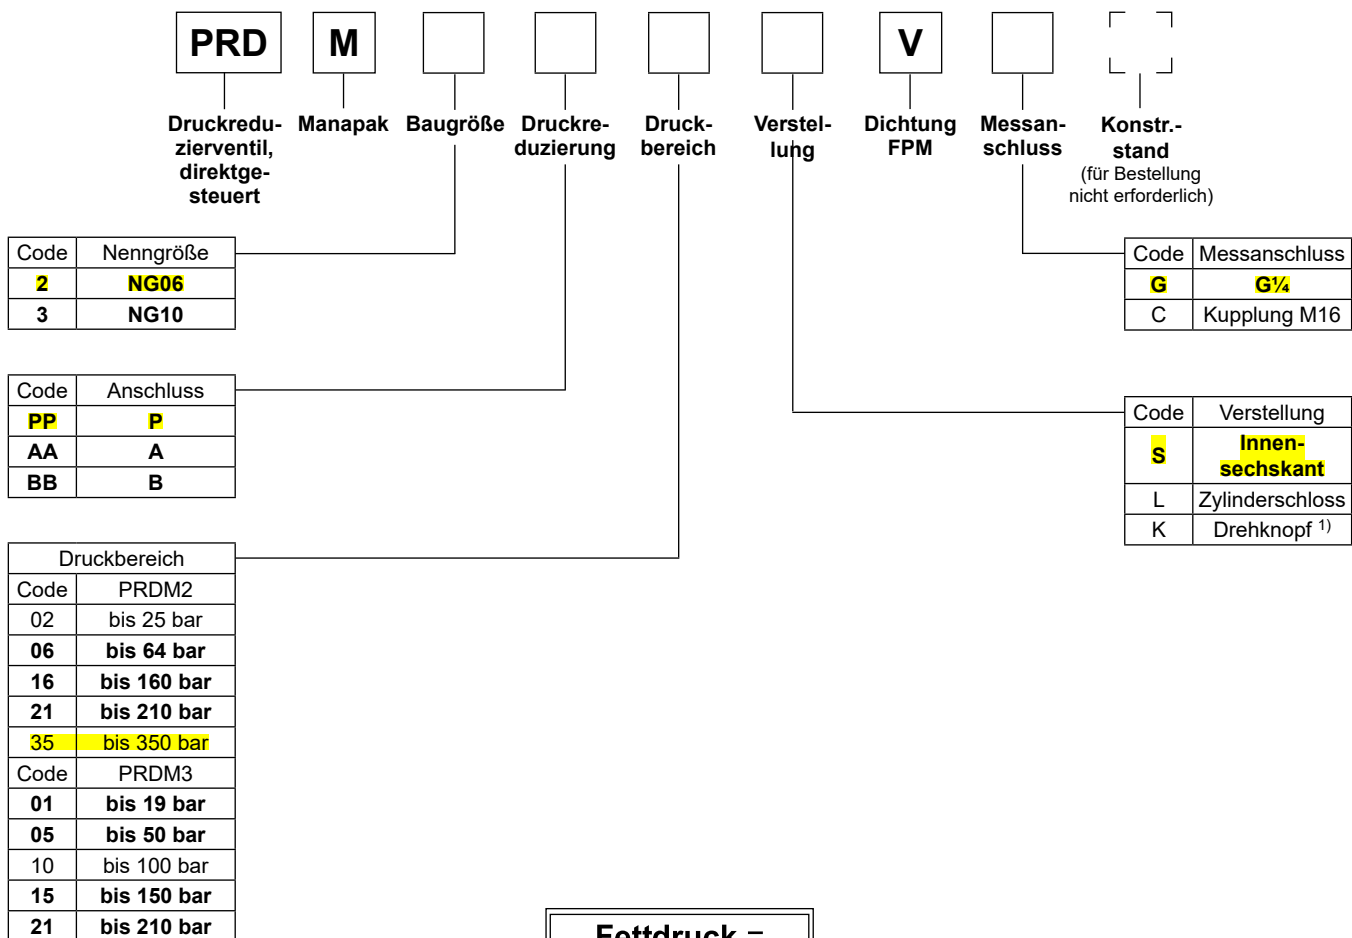 PRD M V
Druckredu-
zierventil,
direktge-
steuert
Manapak
Baugröße
Druckre-
duzierung
Druck-
bereich
Verstel-
lung
Dichtung
FPM
Messan-
schluss
Konstr.-
stand
(für Bestellung
nicht erforderlich)
Code Nenngröße
2 NG06
3 NG10
Code Messanschluss
G G¼
C Kupplung M16
Code Anschluss
PP P
AA A
BB B
Code Verstellung
S Innen-
sechskant
L Zylinderschloss
K Drehknopf 1)
Druckbereich
Code PRDM2
02 bis 25 bar
06 bis 64 bar
16 bis 160 bar
21 bis 210 bar
35 bis 350 bar
Code PRDM3
01 bis 19 bar
05 bis 50 bar
10 bis 100 bar
15 bis 150 bar
21 bis 210 bar
Fettdruck =